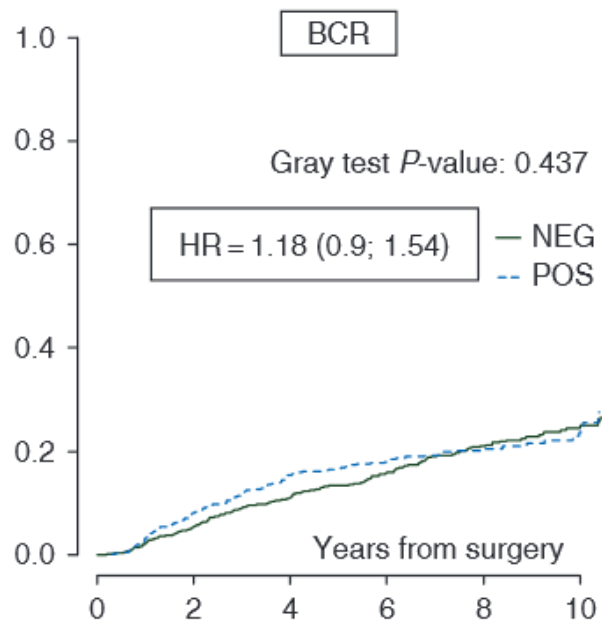 BCR
1.0
0.8
Gray test P-value: 0.437
0.6
HR = 1.18 (0.9; 1.54)
NEG
POS
0.4
0.2
0.0
Years from surgery
0 2 4 6 8 10